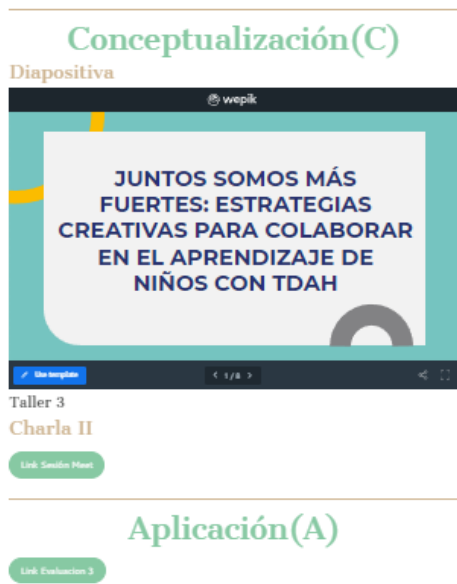 Conceptualización(C)
Diapositiva
wepik
JUNTOS SOMOS MÁS
FUERTES: ESTRATEGIAS
CREATIVAS PARA COLABORAR
EN EL APRENDIZAJE DE
NIÑOS CON TDAH
Use template
< 1/8 >
Taller 3
Charla II
Link Sesión Meet
Aplicación(A)
Link Evaluacion 3